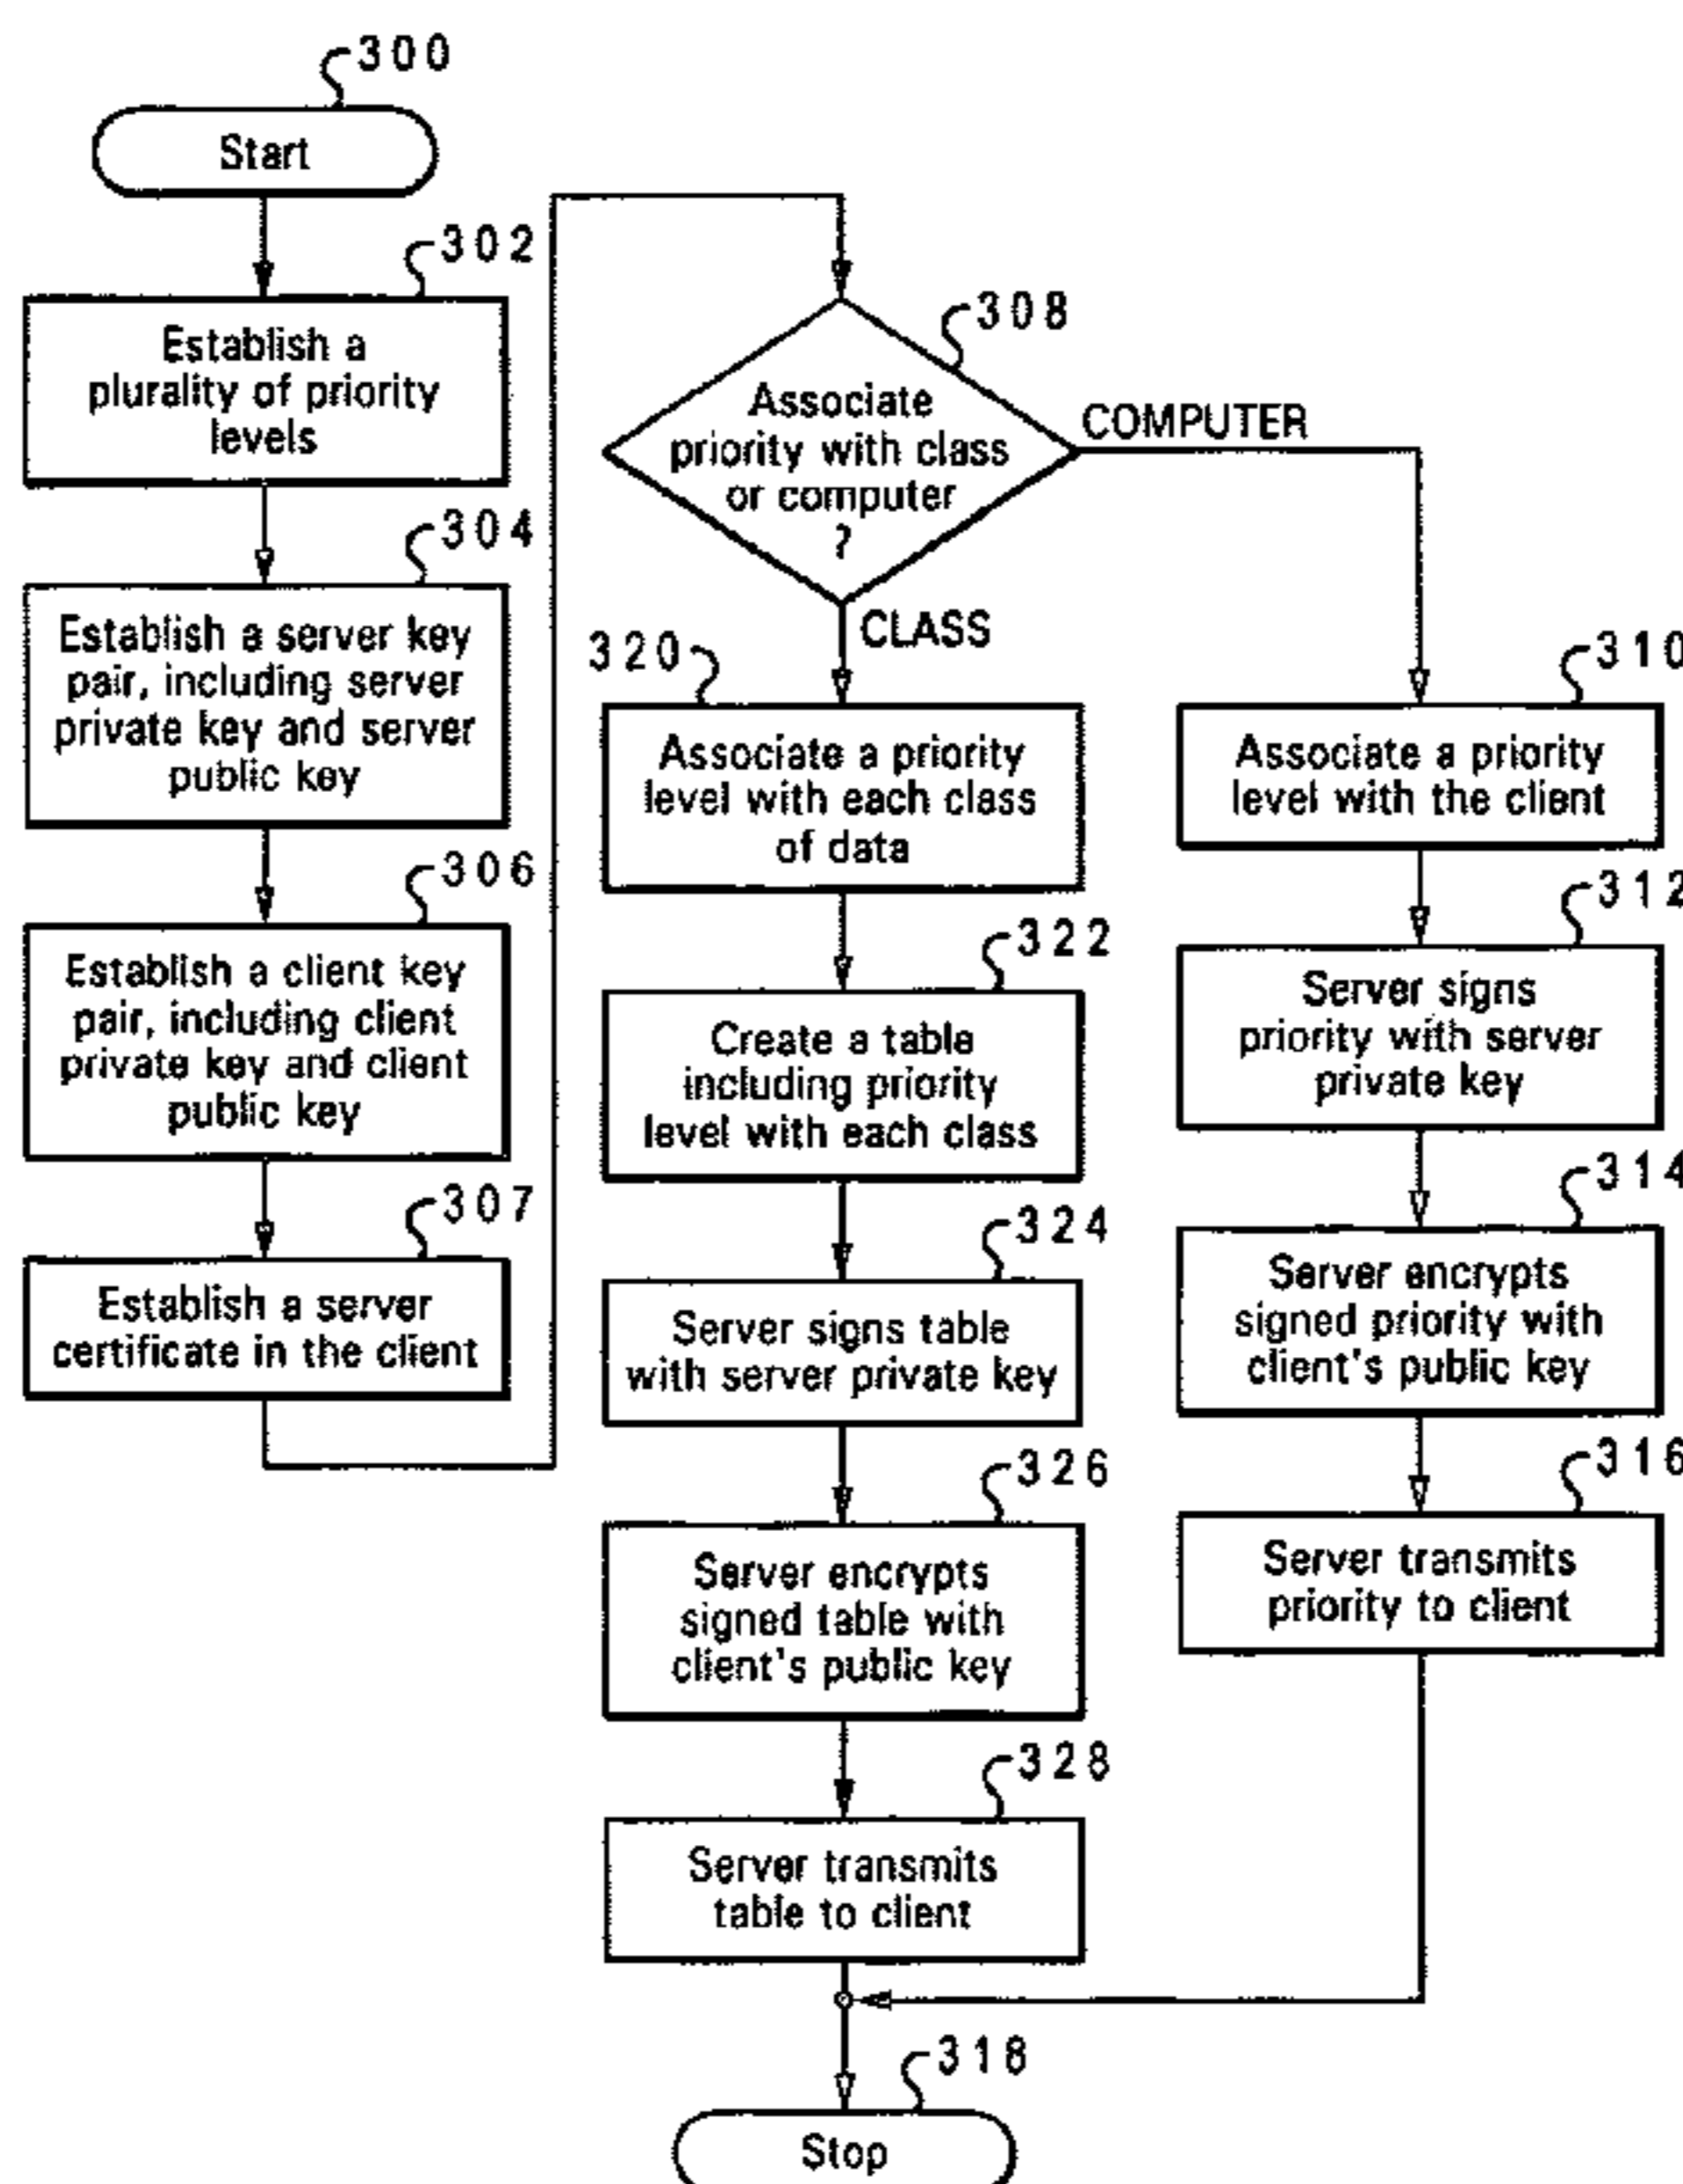 300
Start
302
Establish a
plurality of priority
levels
304
Establish a server key
pair, including server
private key and server
public key
306
Establish a client key
pair, including client
private key and client
public key
307
Establish a server
certificate in the client
308
Associate
priority with class
or computer
?
COMPUTER
CLASS
320
Associate a priority
level with each class
of data
322
Create a table
including priority
level with each class
324
Server signs table
with server private key
326
Server encrypts
signed table with
client's public key
328
Server transmits
table to client
310
Associate a priority
level with the client
312
Server signs
priority with server
private key
314
Server encrypts
signed priority with
client's public key
316
Server transmits
priority to client
318
Stop